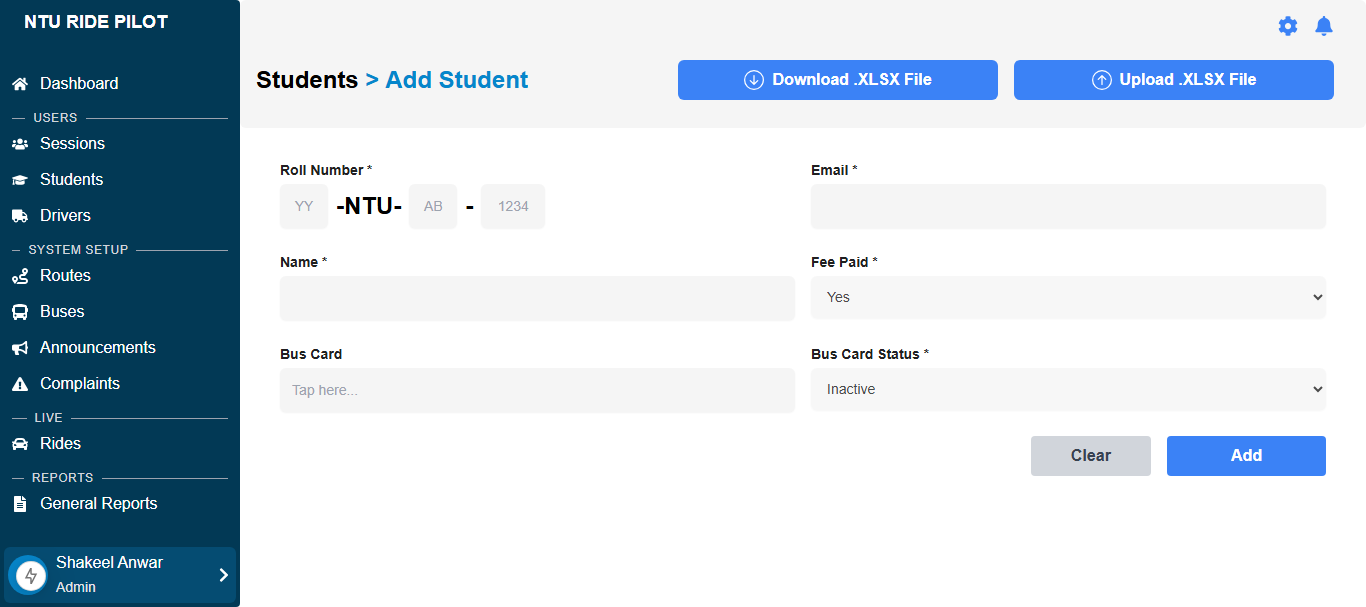 NTU RIDE PILOT
Dashboard
USERS
Sessions
Students
Drivers
SYSTEM SETUP
Routes
Buses
Announcements
Complaints
LIVE
Rides
REPORTS
General Reports
Shakeel Anwar
Admin
Students > Add Student
Download .XLSX File
Upload .XLSX File
Roll Number *
YY -NTU- AB - 1234
Email *
Name *
Fee Paid *
Yes
Bus Card
Tap here...
Bus Card Status *
Inactive
Clear
Add